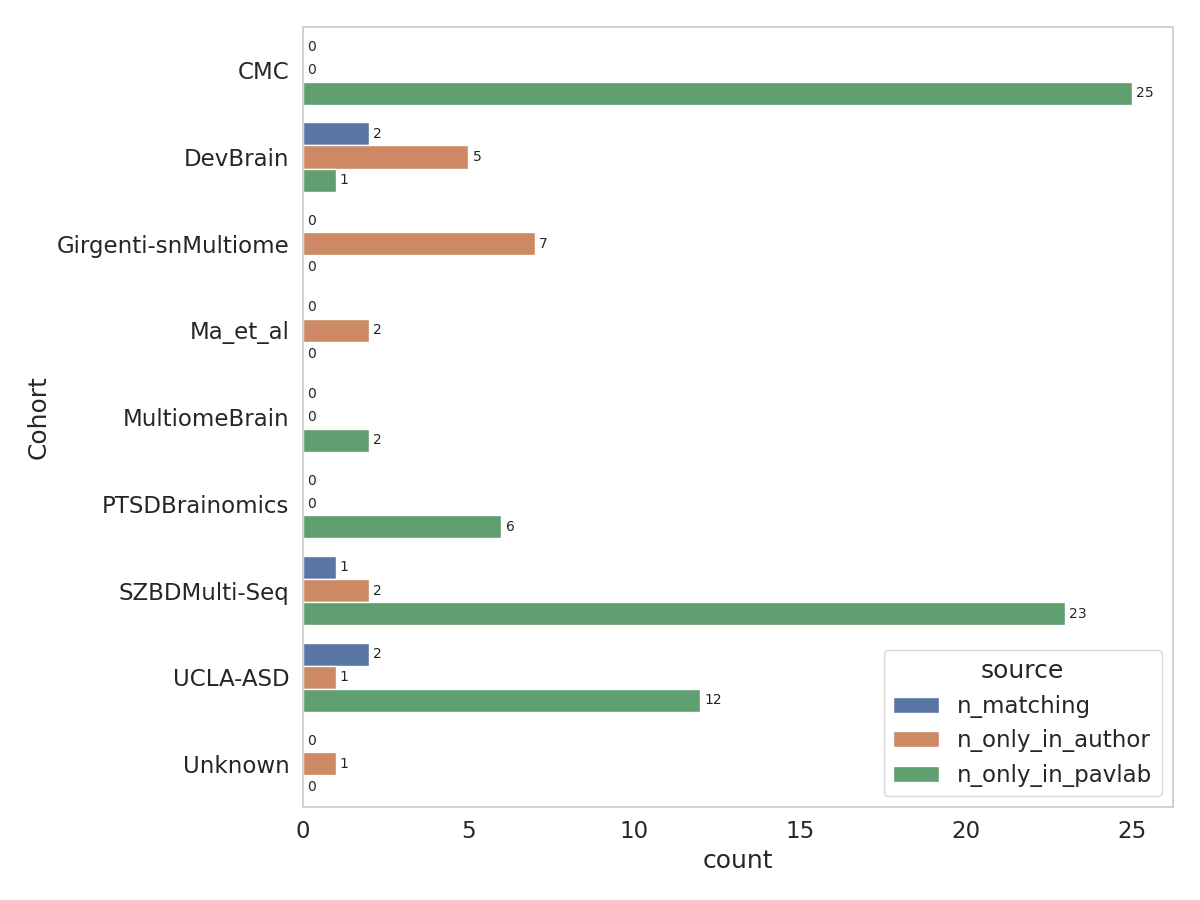 CMC
0
0
25
DevBrain
2
5
1
Girgenti-snMultiome
0
7
0
Ma_et_al
0
2
0
MultiomeBrain
0
0
2
PTSDBrainomics
0
0
6
SZBDMulti-Seq
1
2
23
UCLA-ASD
2
1
12
Unknown
0
1
0
Cohort
source
n_matching
n_only_in_author
n_only_in_pavlab
0 5 10 15 20 25
count